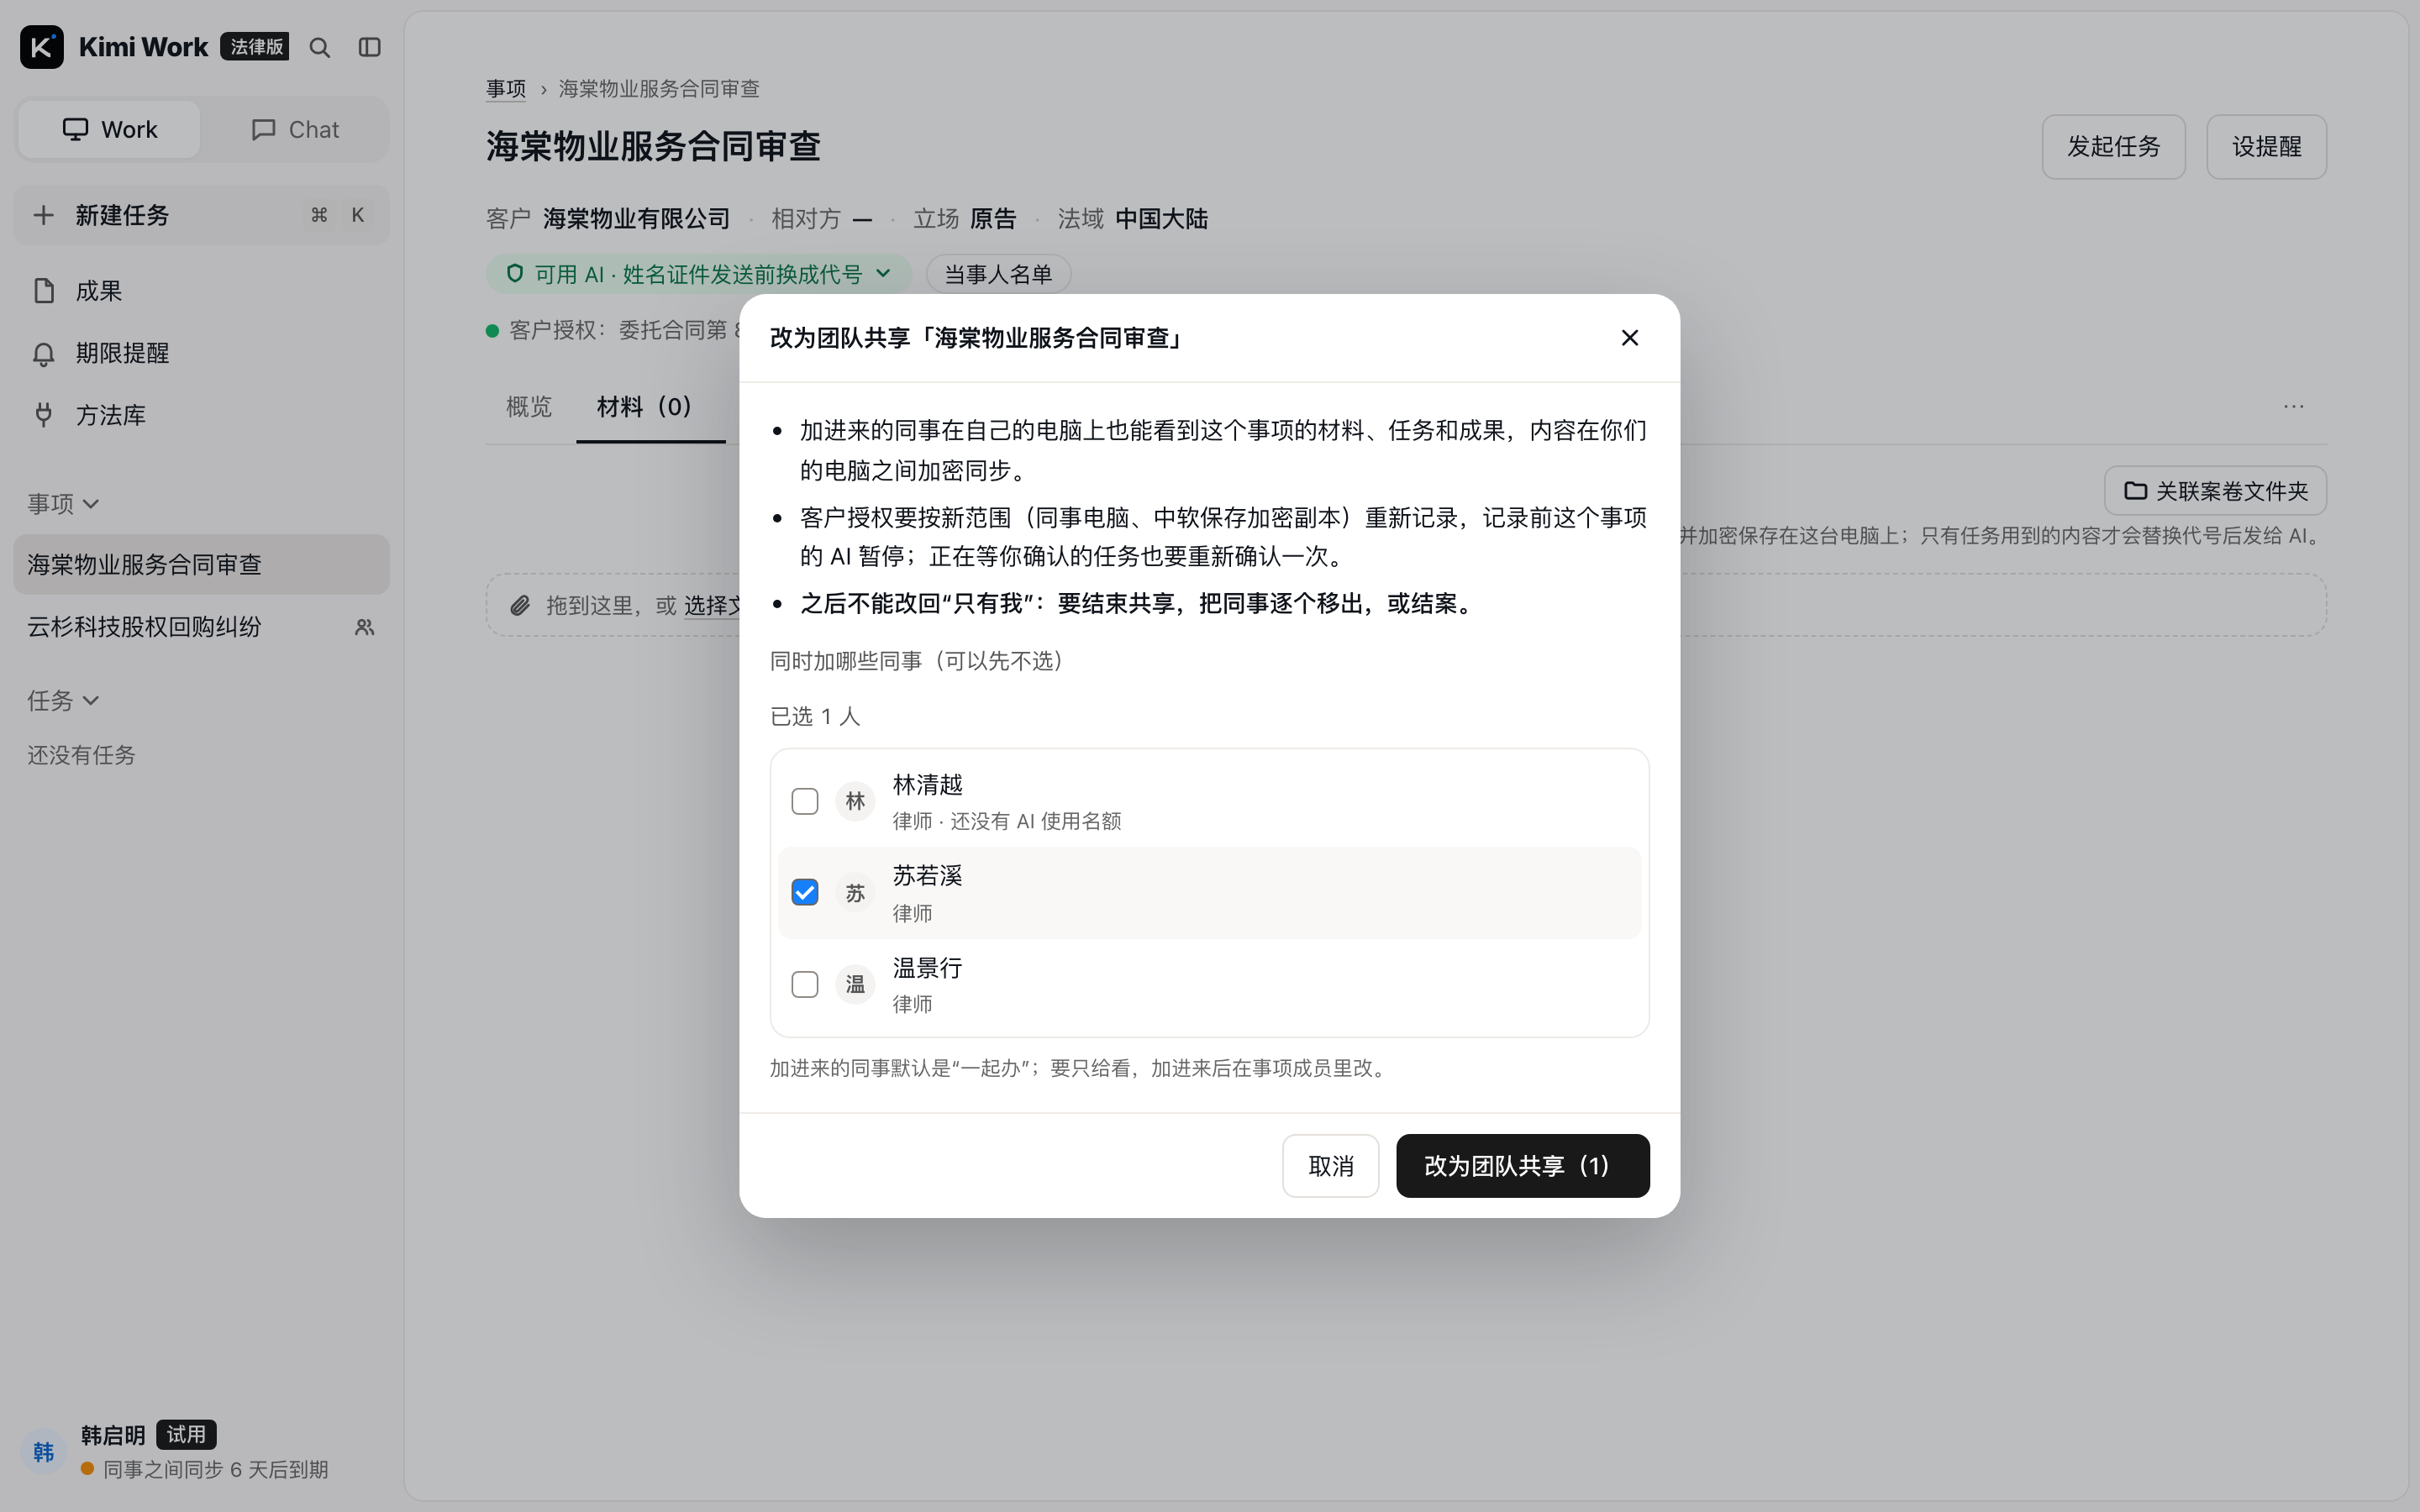 Kimi Work 法律版
Work
Chat
新建任务 ⌘ K
成果
期限提醒
方法库
事项
海棠物业服务合同审查
云杉科技股权回购纠纷
任务
还没有任务
韩 韩启明 试用
同事之间同步 6 天后到期
事项 › 海棠物业服务合同审查
海棠物业服务合同审查
发起任务
设提醒
客户 海棠物业有限公司 · 相对方 — · 立场 原告 · 法域 中国大陆
可用 AI · 姓名证件发送前换成代号
当事人名单
客户授权：委托合同第
概览
材料（0）
…
关联案卷文件夹
并加密保存在这台电脑上；只有任务用到的内容才会替换代号后发给 AI。
拖到这里，或 选择文
改为团队共享「海棠物业服务合同审查」
• 加进来的同事在自己的电脑上也能看到这个事项的材料、任务和成果，内容在你们
的电脑之间加密同步。
• 客户授权要按新范围（同事电脑、中软保存加密副本）重新记录，记录前这个事项
的 AI 暂停；正在等你确认的任务也要重新确认一次。
• 之后不能改回“只有我”：要结束共享，把同事逐个移出，或结案。
同时加哪些同事（可以先不选）
已选 1 人
林 林清越
律师 · 还没有 AI 使用名额
苏 苏若溪
律师
温 温景行
律师
加进来的同事默认是“一起办”；要只给看，加进来后在事项成员里改。
取消
改为团队共享（1）